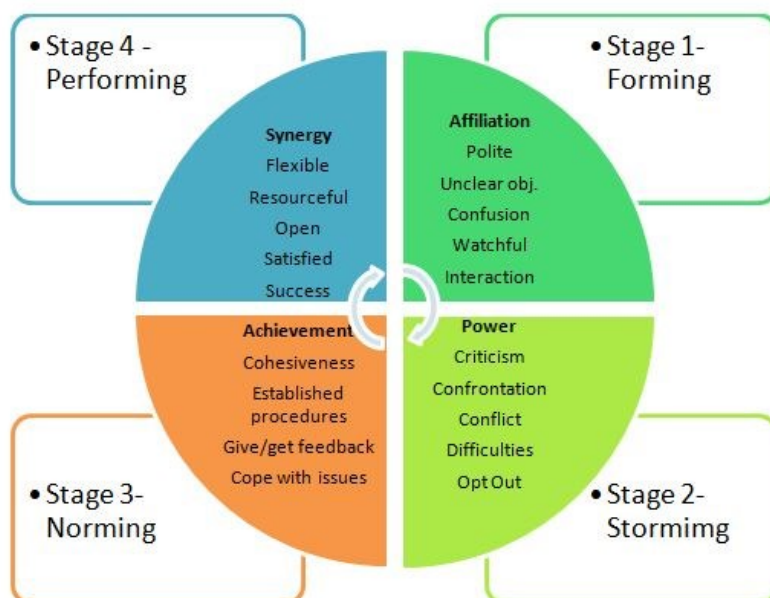 • Stage 4 -
Performing
Synergy
Flexible
Resourceful
Open
Satisfied
Success
• Stage 1-
Forming
Affiliation
Polite
Unclear obj.
Confusion
Watchful
Interaction
Achievement
Cohesiveness
Established
procedures
Give/get feedback
Cope with issues
• Stage 3-
Norming
Power
Criticism
Confrontation
Conflict
Difficulties
Opt Out
• Stage 2-
Stormimg